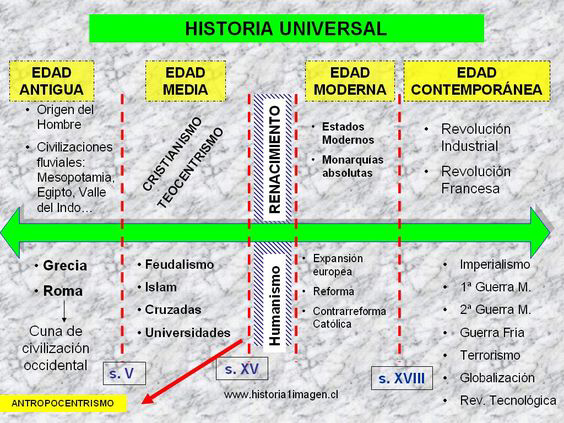 HISTORIA UNIVERSAL
EDAD
ANTIGUA
EDAD
MEDIA
EDAD
MODERNA
EDAD
CONTEMPORÁNEA
• Origen del
Hombre
• Civilizaciones
fluviales:
Mesopotamia,
Egipto, Valle
del Indo…
CRISTIANISMO
TEOCENTRISMO
RENACIMIENTO
• Estados
Modernos
• Monarquías
absolutas
• Revolución
Industrial
• Revolución
Francesa
• Grecia
• Roma
Cuna de
civilización
occidental
• Feudalismo
• Islam
• Cruzadas
• Universidades
Humanismo
• Expansión
europea
• Reforma
• Contrarreforma
Católica
• Imperialismo
• 1ª Guerra M.
• 2ª Guerra M.
• Guerra Fría
• Terrorismo
• Globalización
• Rev. Tecnológica
s. V
s. XV
s. XVIII
www.historia1imagen.cl
ANTROPOCENTRISMO